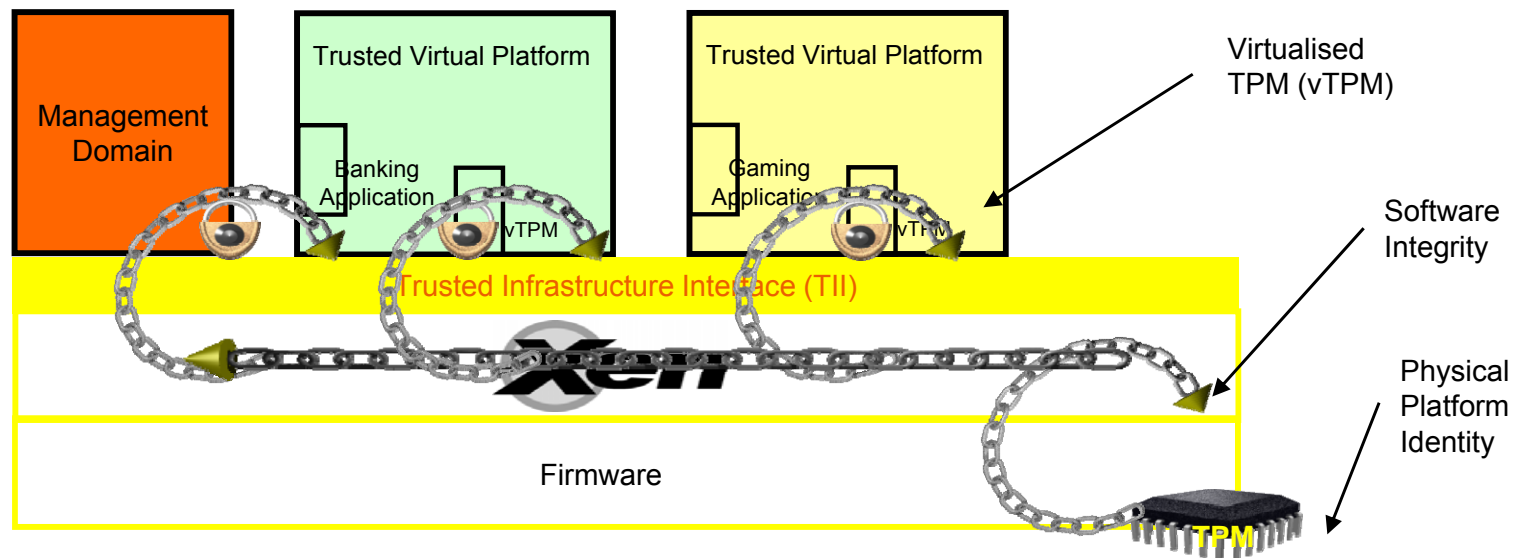 Management
Domain
Trusted Virtual Platform
Banking
Application
vTPM
Trusted Virtual Platform
Gaming
Application
vTPM
Virtualised
TPM (vTPM)
Software
Integrity
Trusted Infrastructure Interface (TII)
Xen
Physical
Platform
Identity
Firmware
TPM